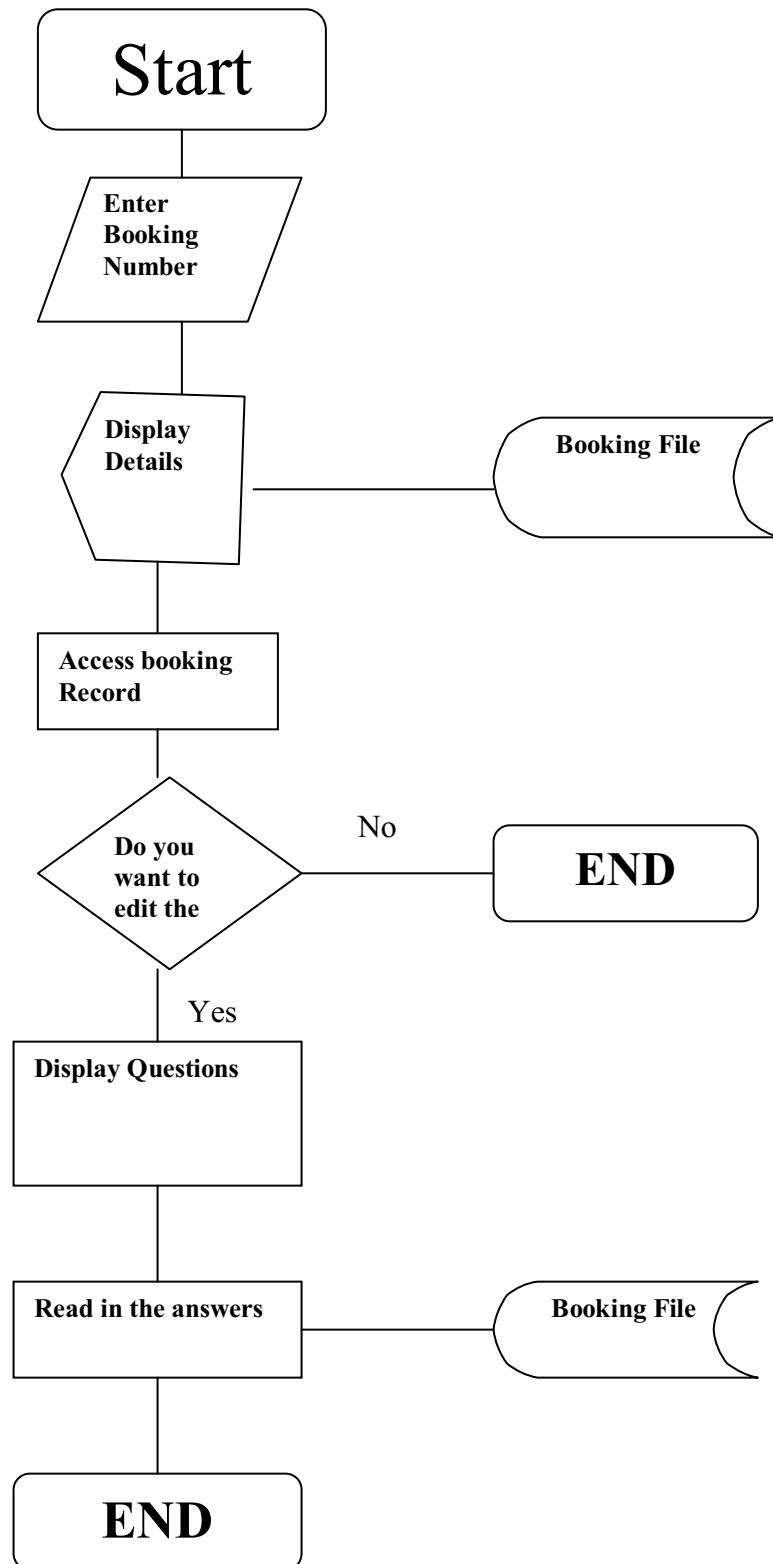 Start
Enter
Booking
Number
Display
Details
Booking File
Access booking
Record
Do you
want to
edit the
No
END
Yes
Display Questions
Read in the answers
Booking File
END